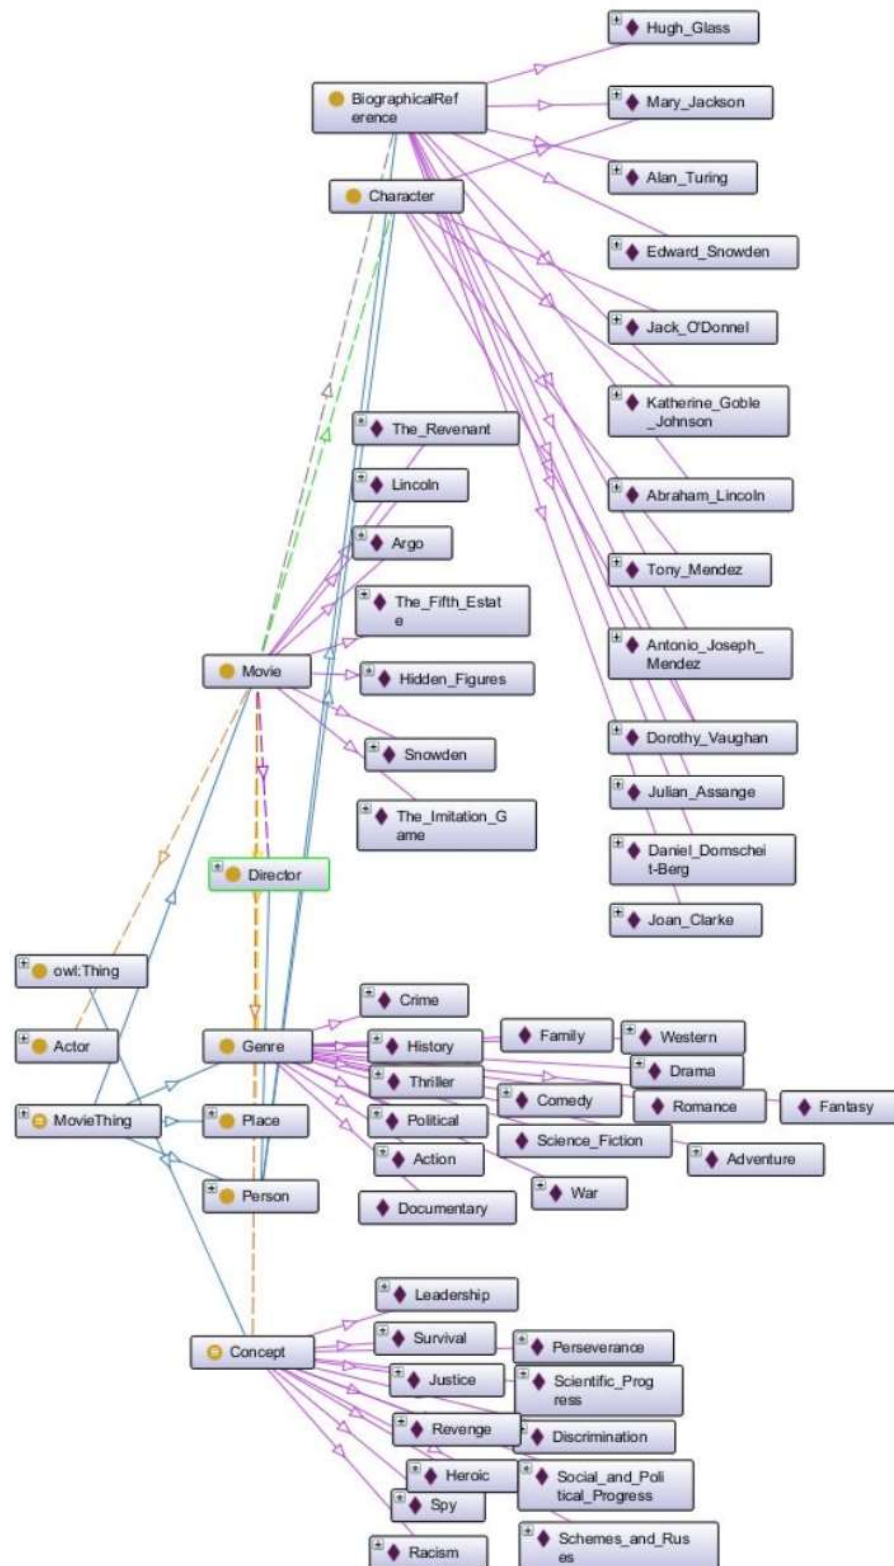 Hugh_Glass
BiographicalRef
erence
Mary_Jackson
Alan_Turing
Character
Edward_Snowden
Jack_O'Donnel
Katherine_Goble
_Johnson
The_Revenant
Lincoln
Abraham_Lincoln
Argo
Tony_Mendez
The_Fifth_Estat
e
Antonio_Joseph_
Mendez
Movie
Hidden_Figures
Dorothy_Vaughan
Snowden
Julian_Assange
The_Imitation_G
ame
Daniel_Domschei
t-Berg
Director
Joan_Clarke
owl:Thing
Crime
Family
Western
Actor
Genre
History
Drama
Thriller
Comedy
Romance
Fantasy
MovieThing
Place
Political
Science_Fiction
Action
Adventure
Person
War
Documentary
Leadership
Survival
Perseverance
Concept
Justice
Scientific_Prog
ress
Revenge
Discrimination
Heroic
Social_and_Poli
tical_Progress
Spy
Racism
Schemes_and_Rus
es